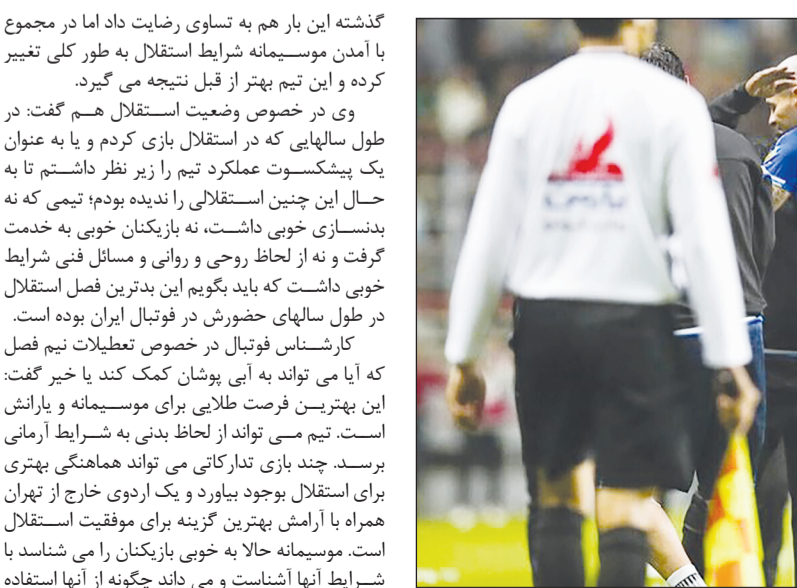 گذشته این بار هم به تساوی رضایت داد اما در مجموع
با آمدن موسیمانه شرایط استقلال به طور کلی تغییر
کرده و این تیم بهتر از قبل نتیجه می گیرد.
وی در خصوص وضعیت استقلال هم گفت: در
طول سالهایی که در استقلال بازی کردم و یا به عنوان
یک پیشکسوت عملکرد تیم را زیر نظر داشتم تا به
حال این چنین استقلالی را ندیده بودم؛ تیمی که نه
بدنسازی خوبی داشت، نه بازیکنان خوبی به خدمت
گرفت و نه از لحاظ روحی و روانی و مسائل فنی شرایط
خوبی داشت که باید بگویم این بدترین فصل استقلال
در طول سالهای حضورش در فوتبال ایران بوده است.
کارشناس فوتبال در خصوص تعطیلات نیم فصل
که آیا می تواند به آبی پوشان کمک کند یا خیر گفت:
این بهترین فرصت طلایی برای موسیمانه و یارانش
است. تیم می تواند از لحاظ بدنی به شرایط آرمانی
برسد. چند بازی تدارکاتی می تواند هماهنگی بهتری
برای استقلال بوجود بیاورد و یک اردوی خارج از تهران
همراه با آرامش بهترین گزینه برای موفقیت استقلال
است. موسیمانه حالا به خوبی بازیکنان را می شناسد با
شرایط آنها آشناست و می داند چگونه از آنها استفاده